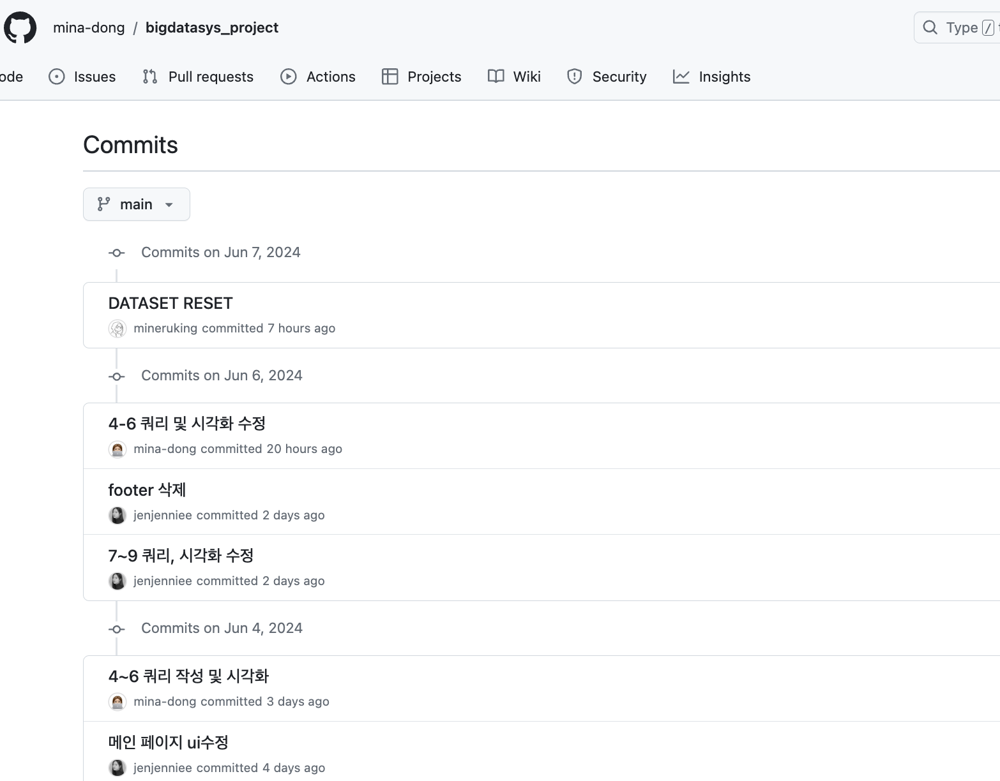 mina-dong / bigdatasys_project
Type /
ode Issues Pull requests Actions Projects Wiki Security Insights
Commits
main
Commits on Jun 7, 2024
DATASET RESET
mineruking committed 7 hours ago
Commits on Jun 6, 2024
4-6 쿼리 및 시각화 수정
mina-dong committed 20 hours ago
footer 삭제
jenjenniee committed 2 days ago
7~9 쿼리, 시각화 수정
jenjenniee committed 2 days ago
Commits on Jun 4, 2024
4~6 쿼리 작성 및 시각화
mina-dong committed 3 days ago
메인 페이지 ui수정
jenjenniee committed 4 days ago